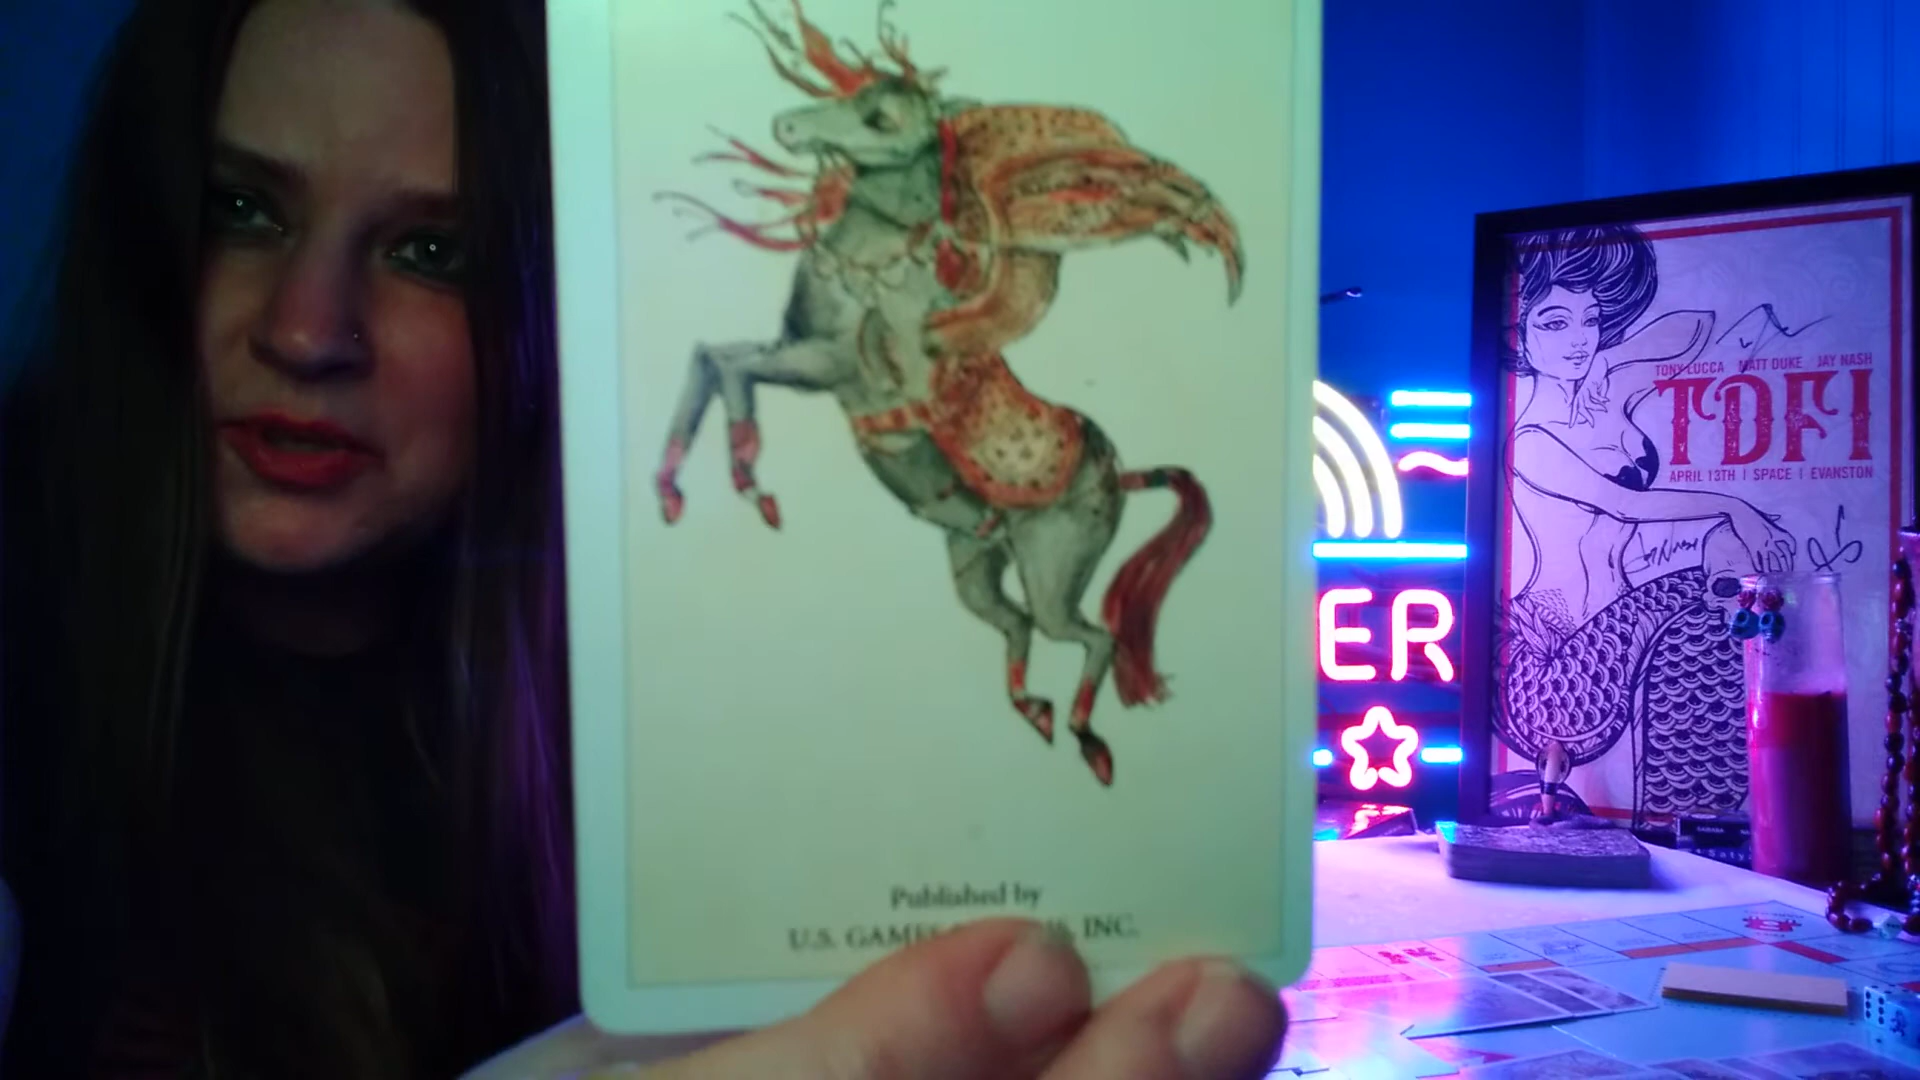 Published by
U.S. GAMES INC.
ER
TONY LUCCA MATT DUKE JAY NASH
TDFI
APRIL 13TH | SPACE | EVANSTON